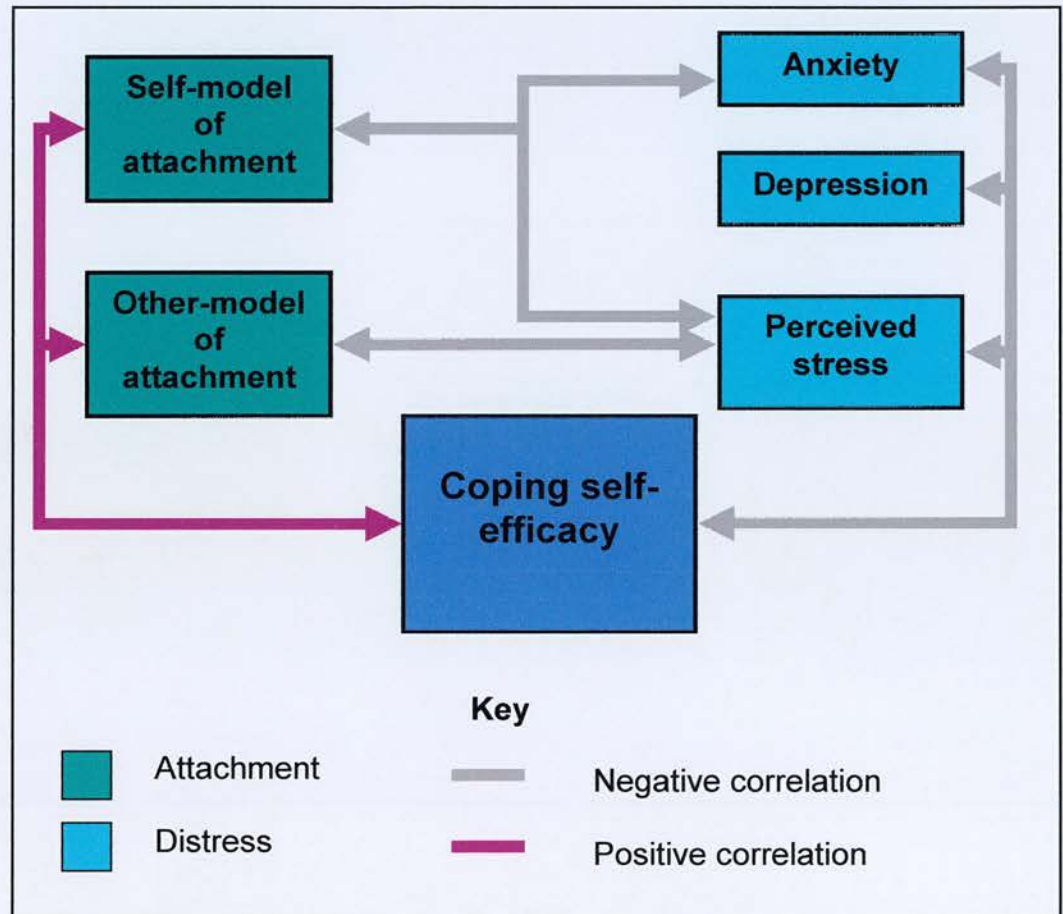 Self-model
of
attachment
Other-model
of
attachment
Anxiety
Depression
Perceived
stress
Coping self-
efficacy
Key
Attachment
Negative correlation
Distress
Positive correlation